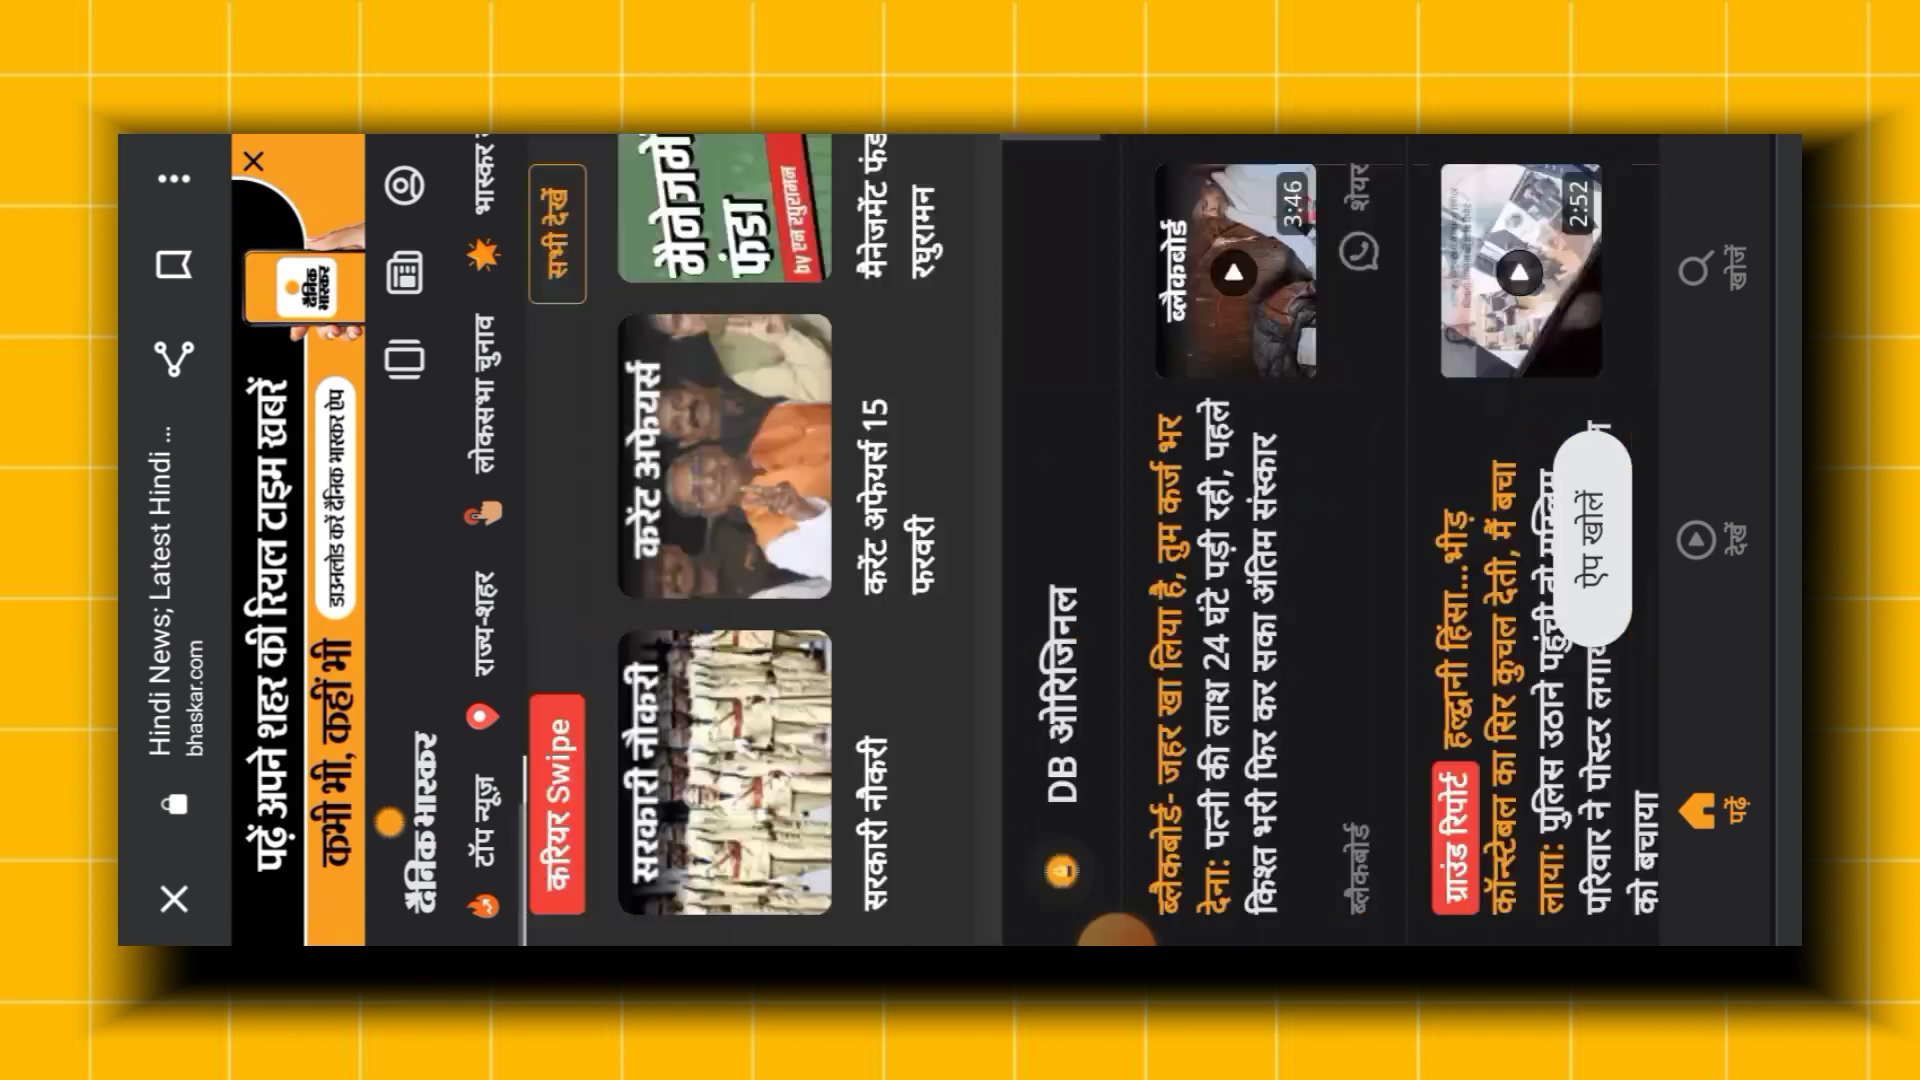 Hindi News; Latest Hindi ...
bhaskar.com
पढ़ें अपने शहर की रियल टाइम खबरें
कभी भी, कहीं भी
डाउनलोड करें दैनिक भास्कर ऐप
दैनिक
भास्कर
दैनिक भास्कर
टॉप न्यूज़
राज्य-शहर
लोकसभा चुनाव
भास्कर
करियर Swipe
सभी देखें
सरकारी नौकरी
करेंट अफेयर्स
मैनेजमें
फंडा
by एन रघुरामन
सरकारी नौकरी
करेंट अफेयर्स 15
फरवरी
मैनेजमेंट फंड
रघुरामन
DB ओरिजिनल
ब्लैकबोर्ड- जहर खा लिया है, तुम कर्ज भर
देना: पत्नी की लाश 24 घंटे पड़ी रही, पहले
किश्त भरी फिर कर सका अंतिम संस्कार
ब्लैकबोर्ड
3:46
ब्लैकबोर्ड
शेयर
ग्राउंड रिपोर्ट हल्द्वानी हिंसा...भीड़
कॉन्स्टेबल का सिर कुचल देती, मैं बचा
लाया: पुलिस उठाने पहुंची तो मुस्लिम
परिवार ने पोस्टर
को बचाया
2:52
ऐप खोलें
पढ़ें
देखें
खोजें